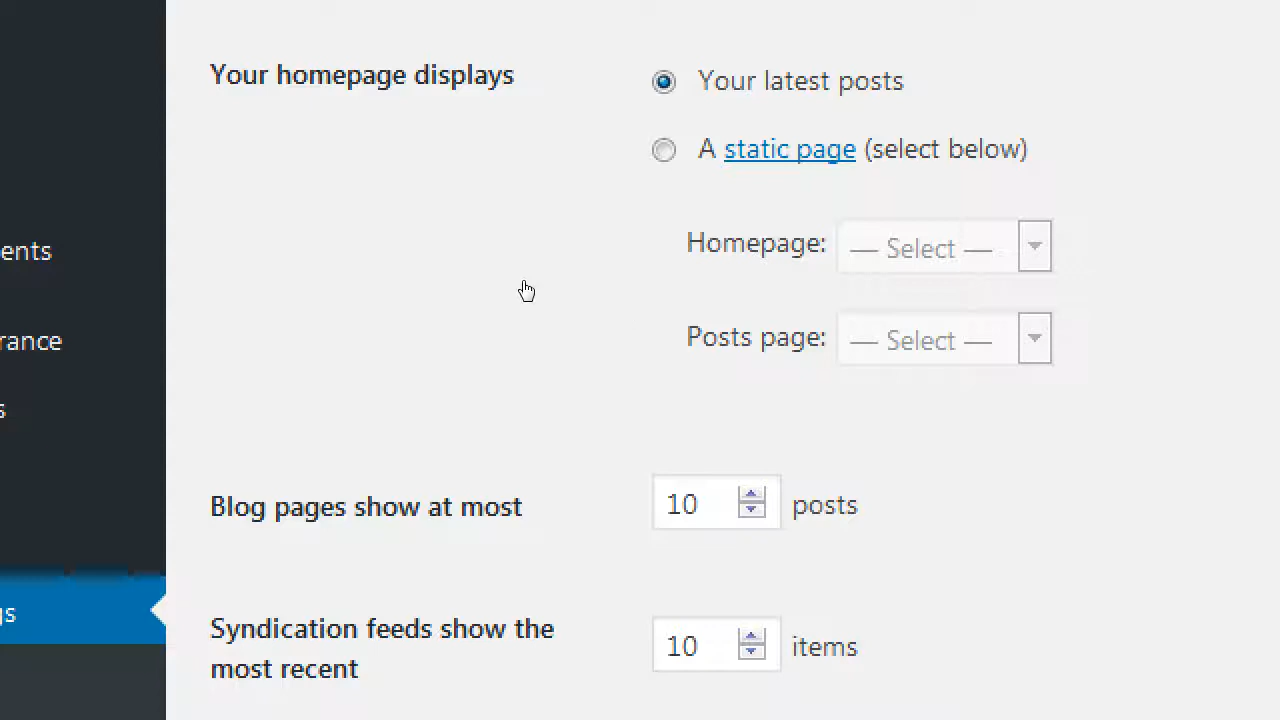 Your homepage displays
Your latest posts
A static page (select below)
Homepage: — Select —
Posts page: — Select —
ents
rance
s
Blog pages show at most 10 posts
gs
Syndication feeds show the
most recent
10 items